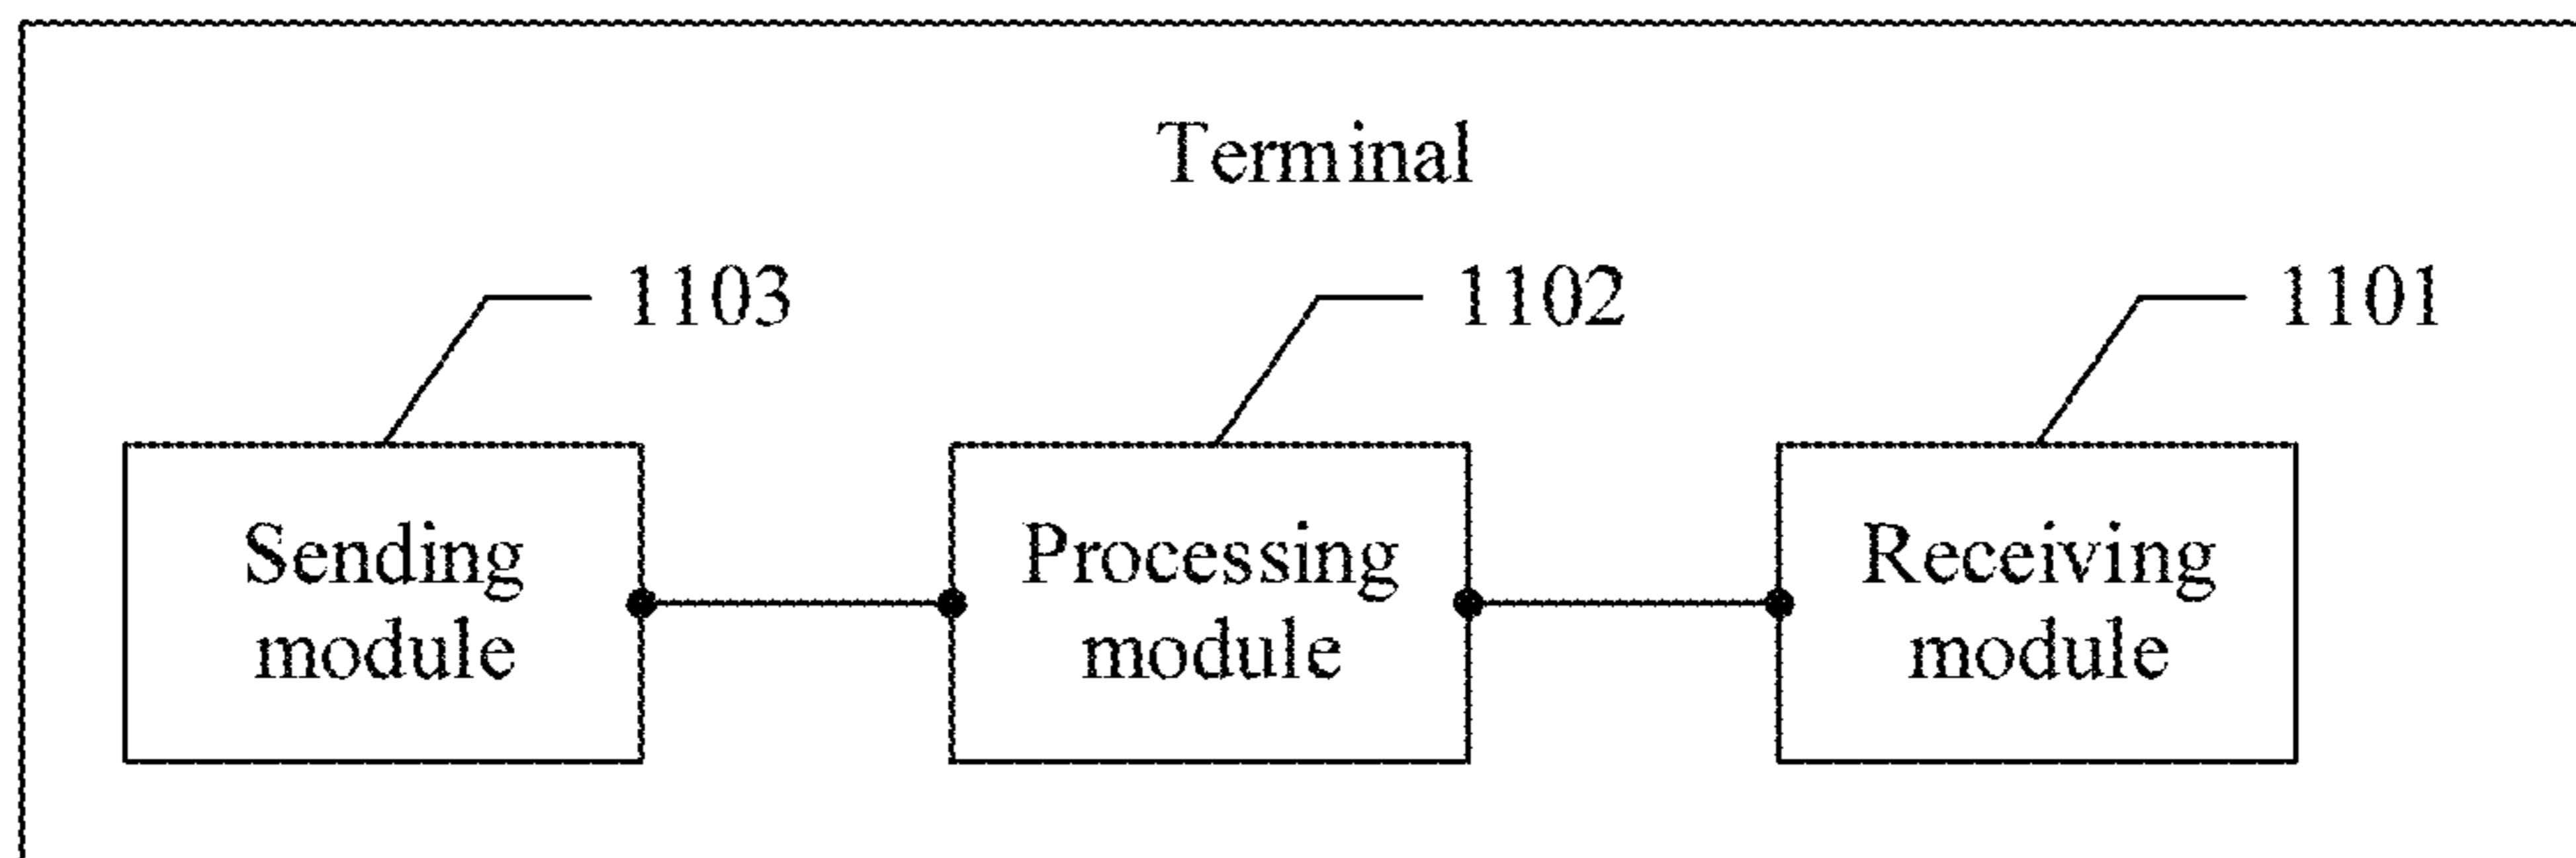 Terminal
1103
1102
1101
Sending
module
Processing
module
Receiving
module